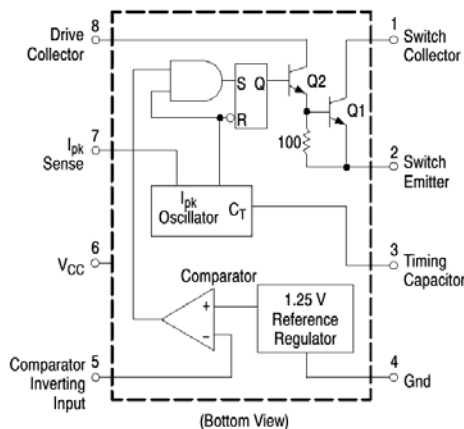 8
Drive
Collector
1
Switch
Collector
S Q
R
Q2
Q1
100
7
Ipk
Sense
2
Switch
Emitter
Ipk
Oscillator
CT
6
VCC
3
Timing
Capacitor
Comparator
+
−
1.25 V
Reference
Regulator
5
Comparator
Inverting
Input
4
Gnd
(Bottom View)